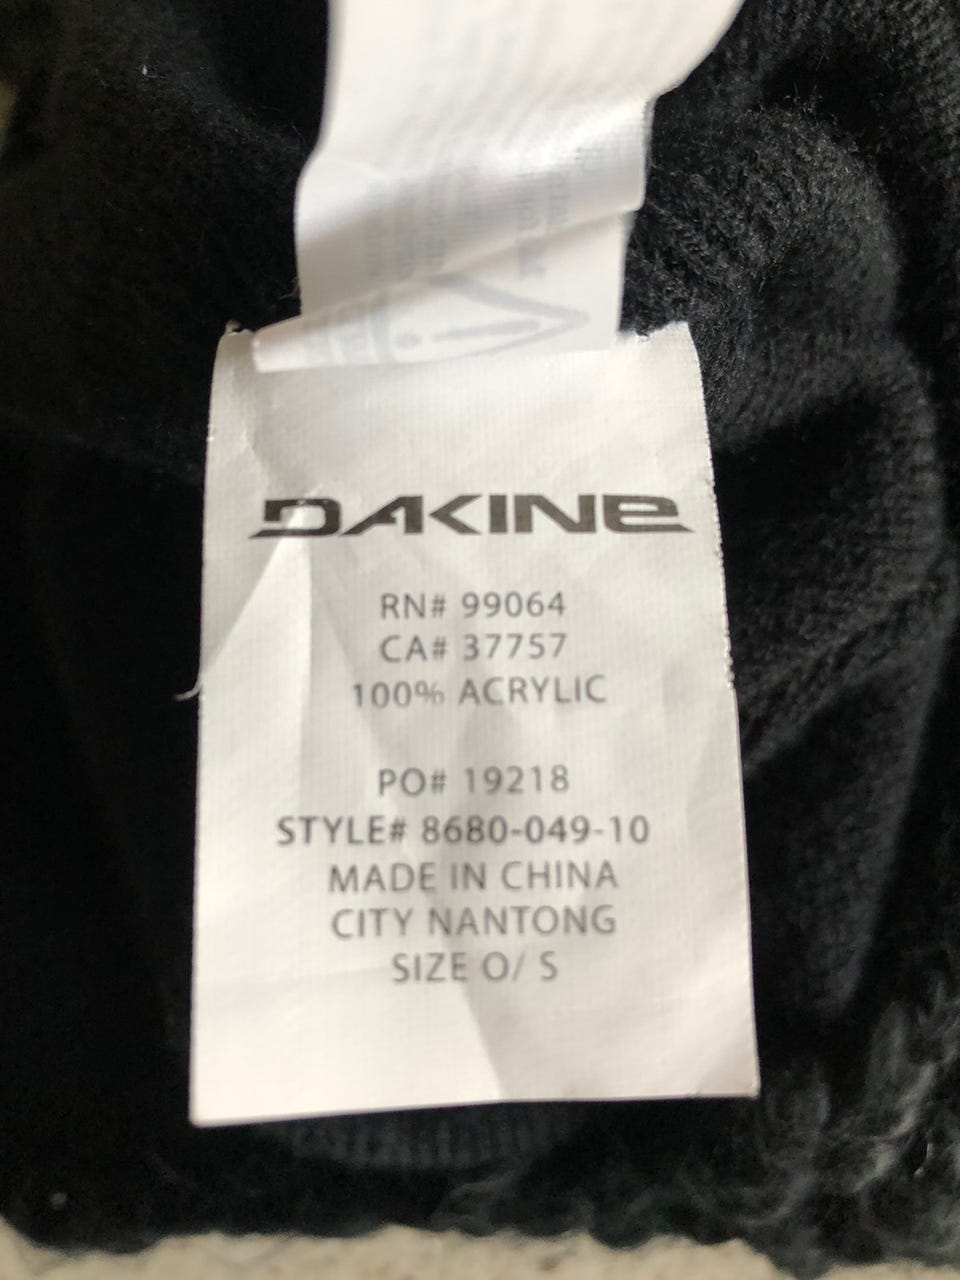 DAKINE
RN# 99064
CA# 37757
100% ACRYLIC
PO# 19218
STYLE# 8680-049-10
MADE IN CHINA
CITY NANTONG
SIZE O/ S